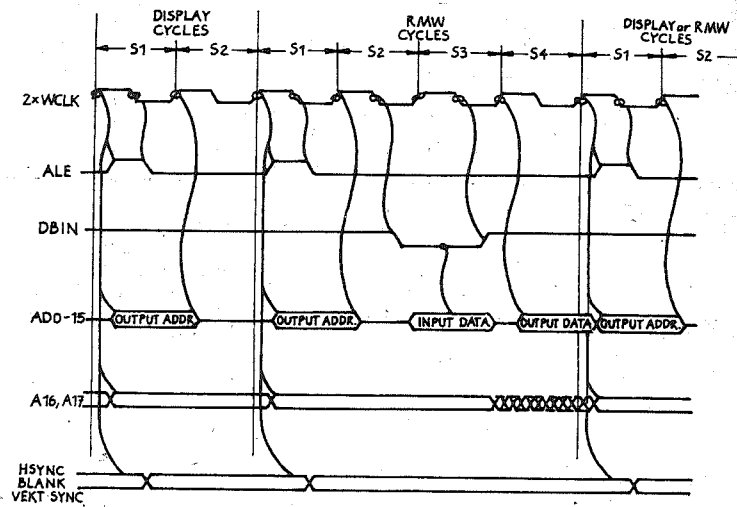 DISPLAY
CYCLES
RMW
CYCLES
DISPLAY or RMW
CYCLES
S1 S2 S1 S2 S3 S4 S1 S2
2×WCLK
ALE
DBIN
AD0-15 OUTPUT ADDR. OUTPUT ADDR. INPUT DATA OUTPUT DATA OUTPUT ADDR.
A16, A17
HSYNC
BLANK
VEKT SYNC